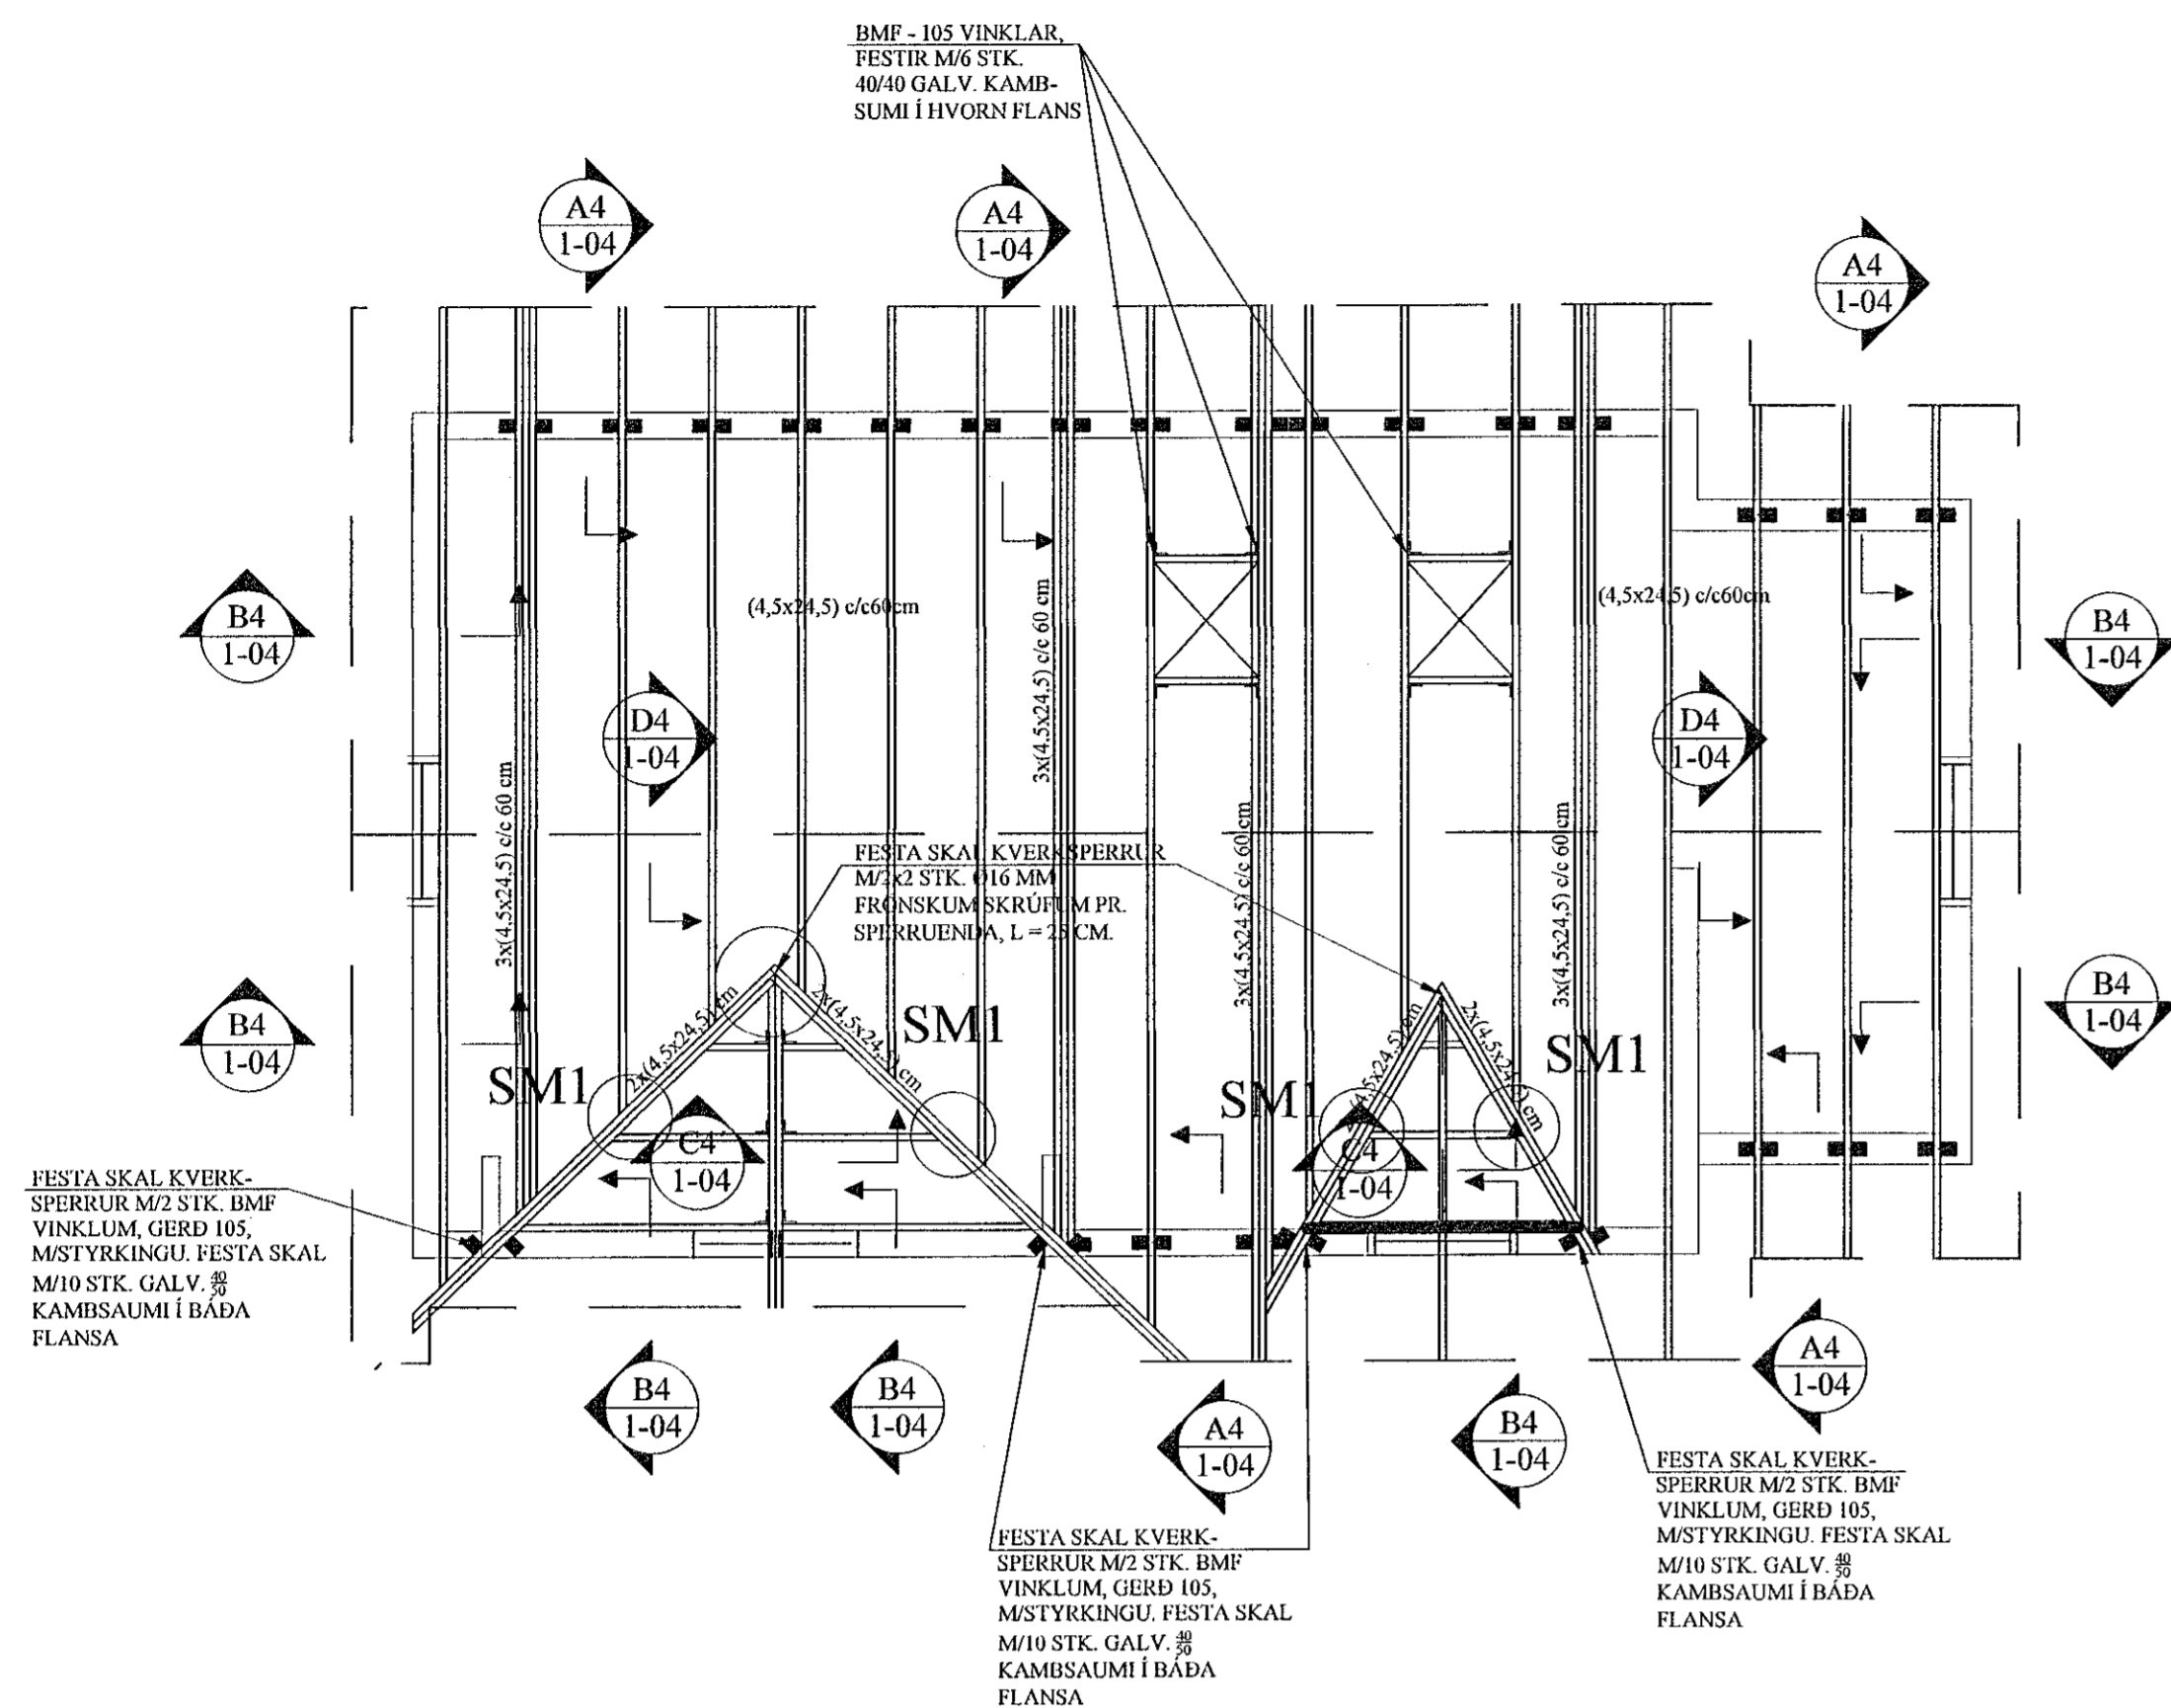 BMF - 105 VINKLAR,
FESTIR M/6 STK.
40/40 GALV. KAMB-
SUMI Í HVORN FLANS
A4
1-04
A4
1-04
A4
1-04
(4,5x24,5) c/c60cm
(4,5x24,5) c/c60cm
B4
1-04
B4
1-04
3x(4.5x24,5) c/c 60 cm
D4
1-04
D4
1-04
3x(4.5x24,5) c/c 60 cm
3x(4,5x24,5) c/c 60 cm
3x(4,5x24,5) c/c 60 cm
FESTA SKAL KVERKSPERRUR
M/2x2 STK. Ø16 MM
FRÖNSKUM SKRÚFUM PR.
SPERRUENDA, L = 25 CM.
B4
1-04
B4
1-04
2x(4,5x24,5) cm
2x(4,5x24,5) cm
(4,5x24,5) cm
2x(4,5x24,5) cm
SM1
SM1
SM1
SM1
C4
1-04
C4
1-04
FESTA SKAL KVERK-
SPERRUR M/2 STK. BMF
VINKLUM, GERÐ 105,
M/STYRKINGU. FESTA SKAL
M/10 STK. GALV. 40/50
KAMBSAUMI Í BÁÐA
FLANSA
B4
1-04
B4
1-04
A4
1-04
B4
1-04
A4
1-04
FESTA SKAL KVERK-
SPERRUR M/2 STK. BMF
VINKLUM, GERÐ 105,
M/STYRKINGU. FESTA SKAL
M/10 STK. GALV. 40/50
KAMBSAUMI Í BÁÐA
FLANSA
FESTA SKAL KVERK-
SPERRUR M/2 STK. BMF
VINKLUM, GERÐ 105,
M/STYRKINGU. FESTA SKAL
M/10 STK. GALV. 40/50
KAMBSAUMI Í BÁÐA
FLANSA